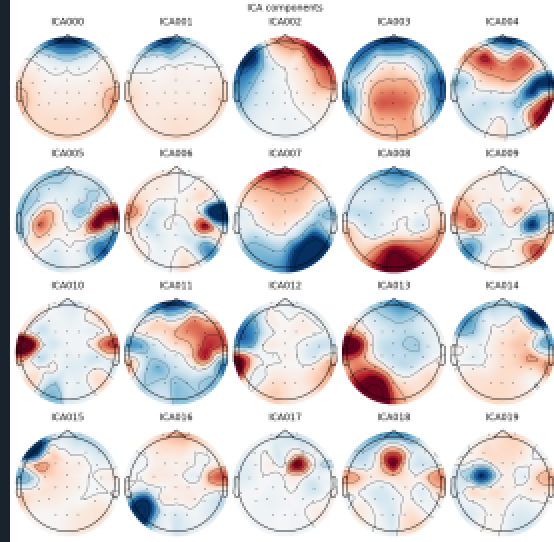 ICA components
ICA000 ICA001 ICA002 ICA003 ICA004
ICA005 ICA006 ICA007 ICA008 ICA009
ICA010 ICA011 ICA012 ICA013 ICA014
ICA015 ICA016 ICA017 ICA018 ICA019